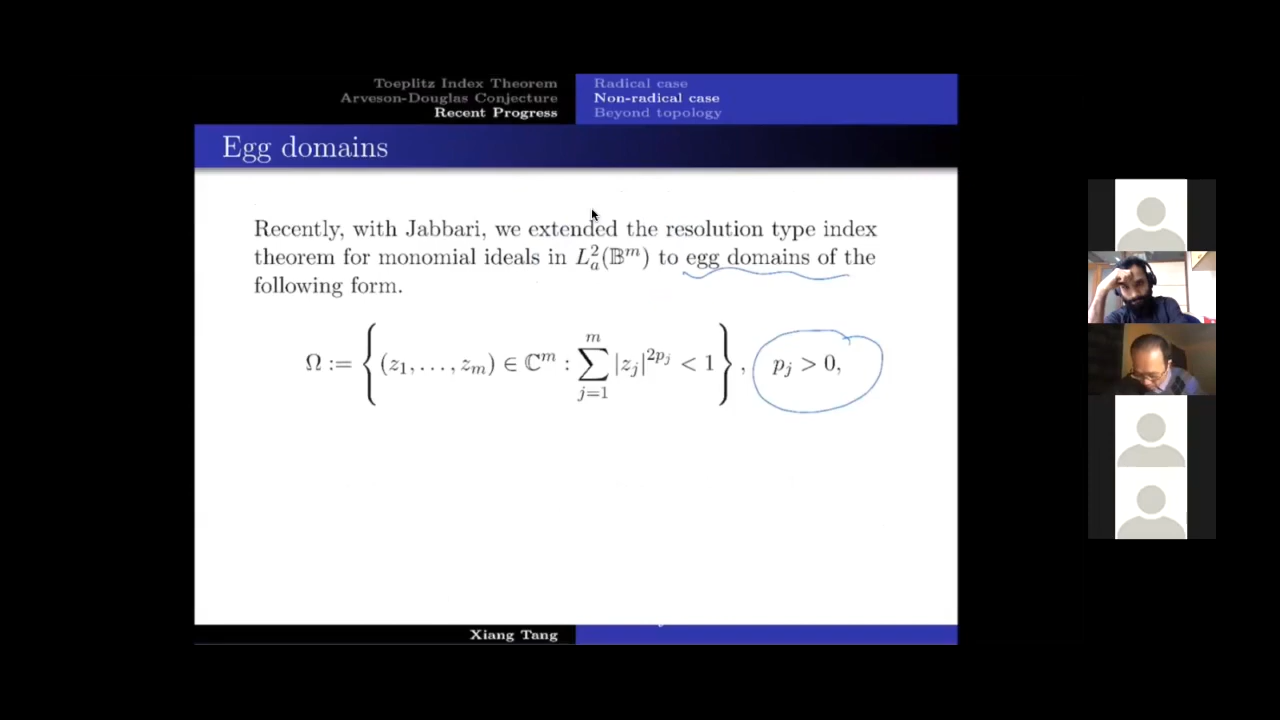 Toeplitz Index Theorem
Arveson-Douglas Conjecture
Recent Progress
Radical case
Non-radical case
Beyond topology
Egg domains
Recently, with Jabbari, we extended the resolution type index
theorem for monomial ideals in L²ₐ(𝔹ᵐ) to egg domains of the
following form.
Ω := { (z₁, . . . , zₘ) ∈ ℂᵐ : ∑_{j=1}^{m} |zⱼ|^{2pⱼ} < 1 } , pⱼ > 0,
Xiang Tang